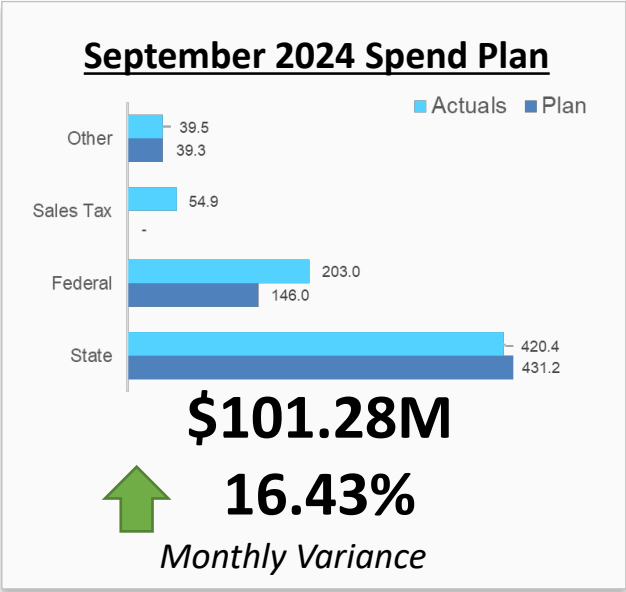 September 2024 Spend Plan
Actuals Plan
Other 39.5
39.3
Sales Tax 54.9
-
Federal 203.0
146.0
State 420.4
431.2
$101.28M
16.43%
Monthly Variance